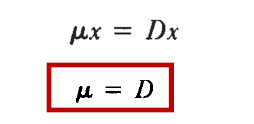 μx = Dx
μ = D